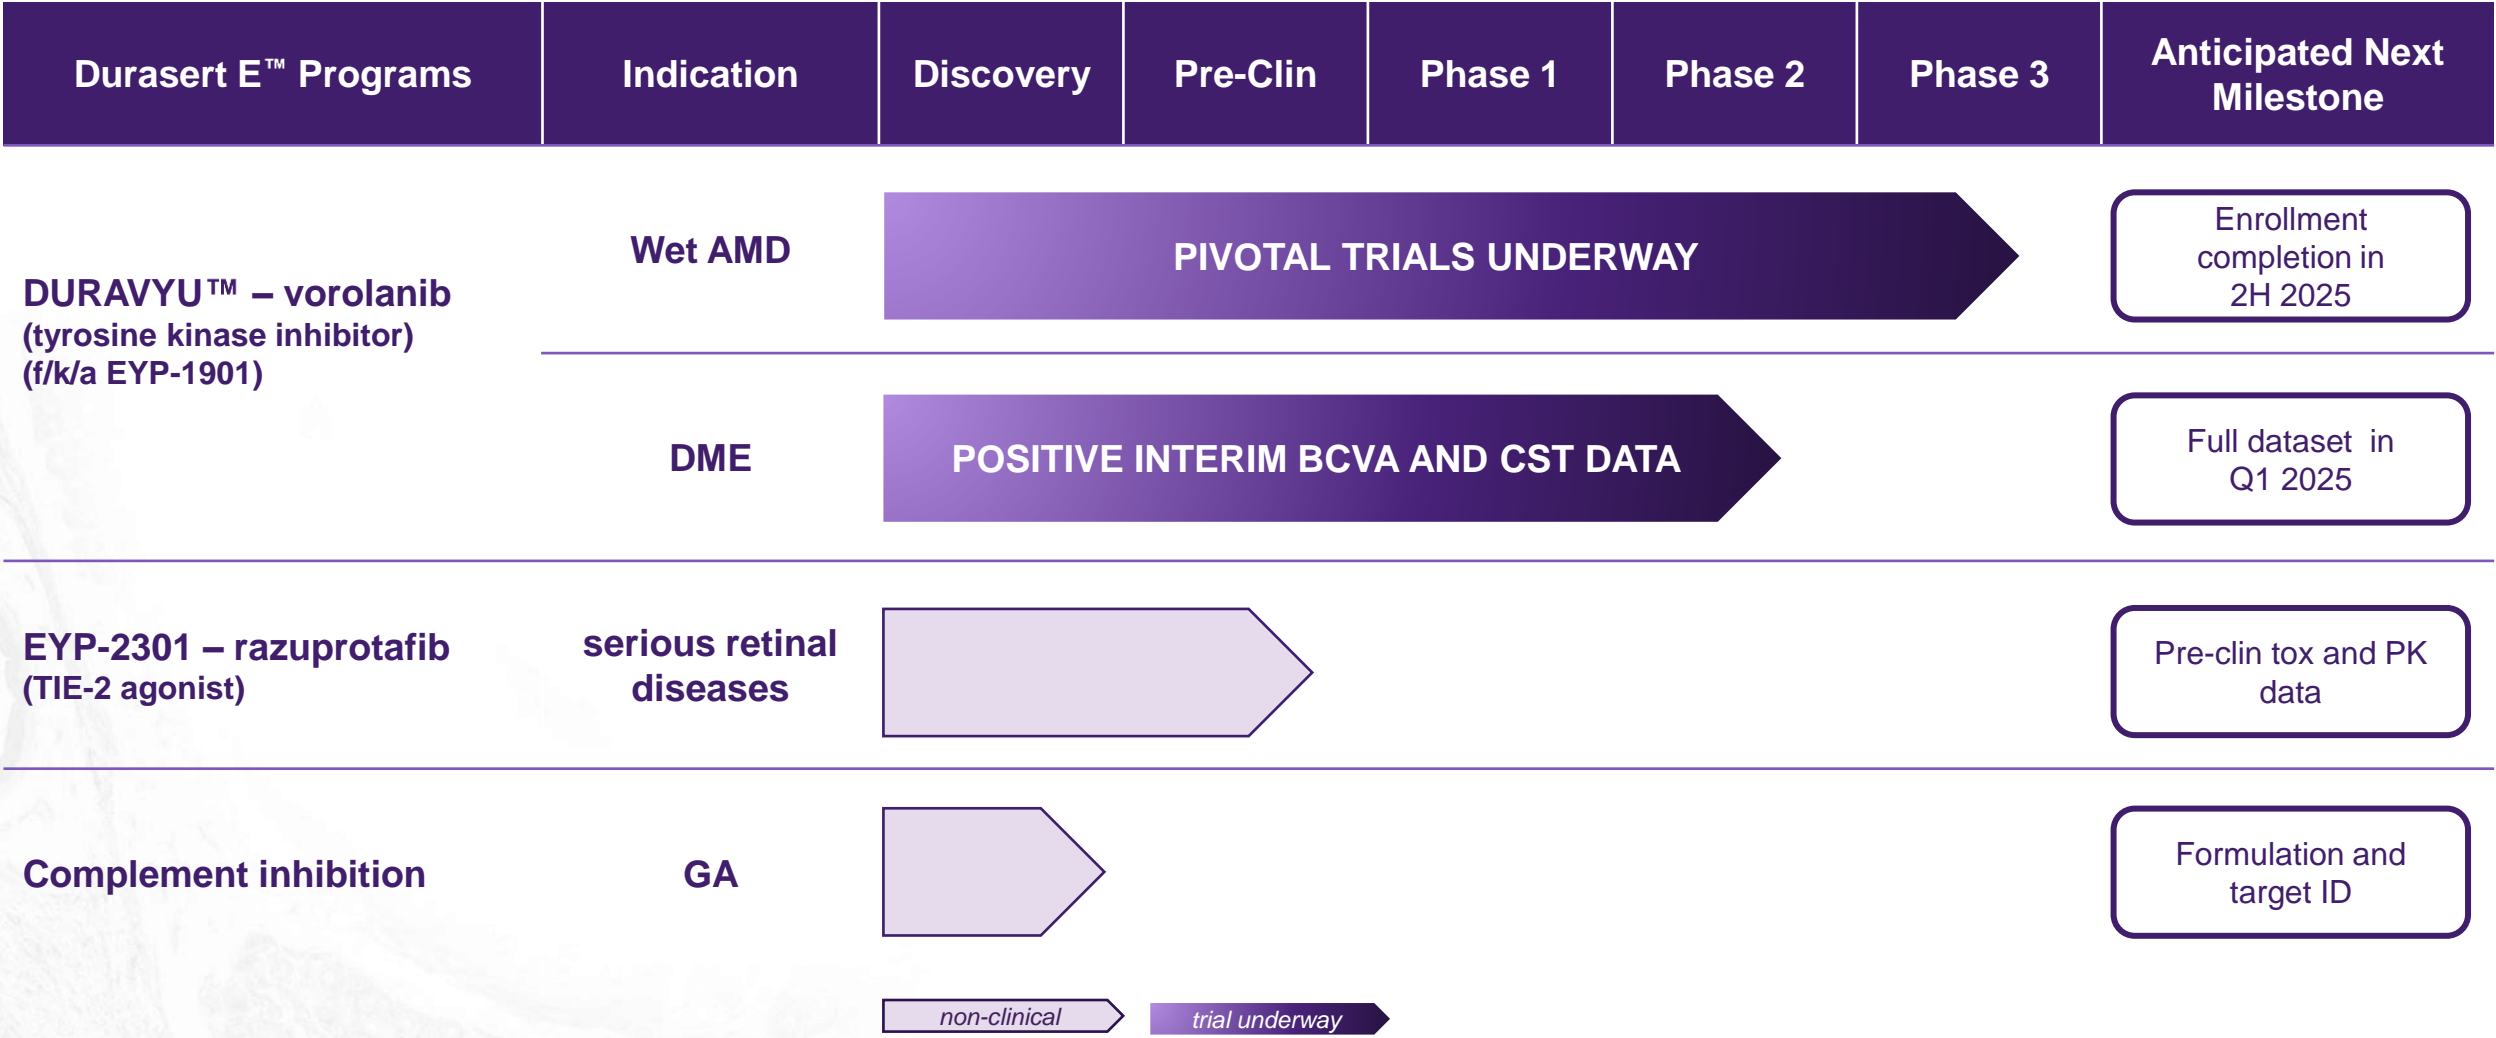 Durasert E™ Programs
Indication
Discovery
Pre-Clin
Phase 1
Phase 2
Phase 3
Anticipated Next
Milestone
DURAVYU™ – vorolanib
(tyrosine kinase inhibitor)
(f/k/a EYP-1901)
Wet AMD
PIVOTAL TRIALS UNDERWAY
Enrollment
completion in
2H 2025
DME
POSITIVE INTERIM BCVA AND CST DATA
Full dataset in
Q1 2025
EYP-2301 – razuprotafib
(TIE-2 agonist)
serious retinal
diseases
Pre-clin tox and PK
data
Complement inhibition
GA
Formulation and
target ID
non-clinical
trial underway